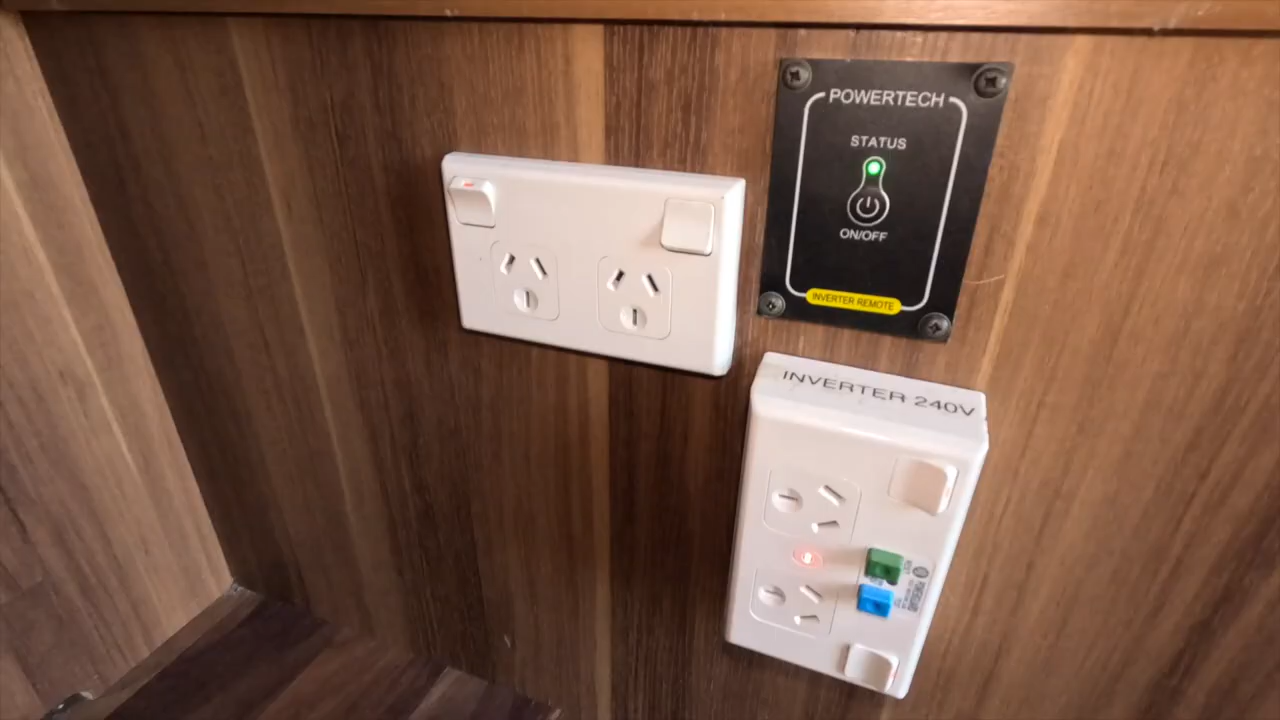 POWERTECH
STATUS
ON/OFF
INVERTER REMOTE
INVERTER 240V